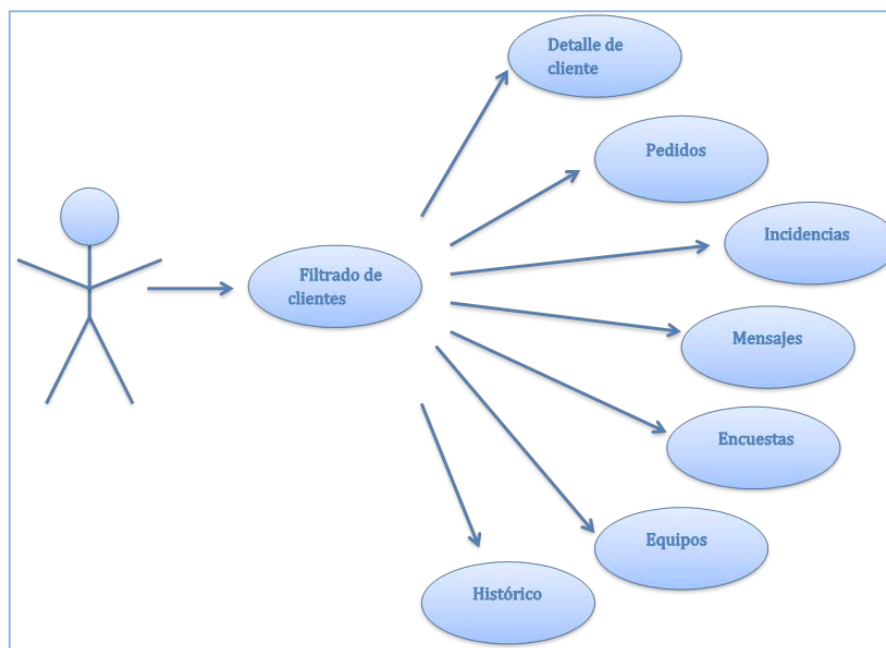 Detalle de
cliente
Pedidos
Incidencias
Filtrado de
clientes
Mensajes
Encuestas
Equipos
Histórico